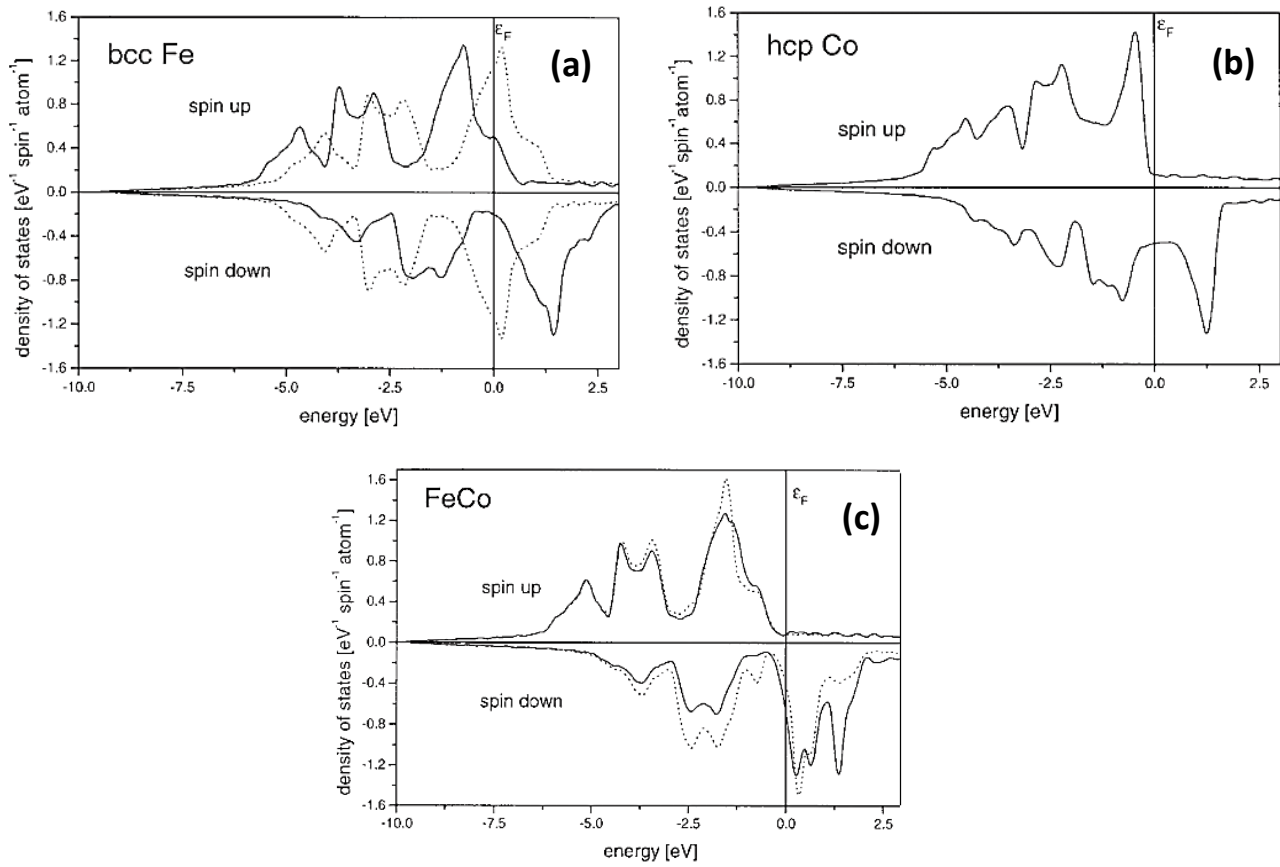 bcc Fe
(a)
εF
spin up
spin down
density of states [eV⁻¹ spin⁻¹ atom⁻¹]
1.6
1.2
0.8
0.4
0.0
-0.4
-0.8
-1.2
-1.6
-10.0 -7.5 -5.0 -2.5 0.0 2.5
energy [eV]
hcp Co
(b)
εF
spin up
spin down
density of states [eV⁻¹ spin⁻¹ atom⁻¹]
1.6
1.2
0.8
0.4
0.0
-0.4
-0.8
-1.2
-1.6
-10.0 -7.5 -5.0 -2.5 0.0 2.5
energy [eV]
FeCo
(c)
εF
spin up
spin down
density of states [eV⁻¹ spin⁻¹ atom⁻¹]
1.6
1.2
0.8
0.4
0.0
-0.4
-0.8
-1.2
-1.6
-10.0 -7.5 -5.0 -2.5 0.0 2.5
energy [eV]